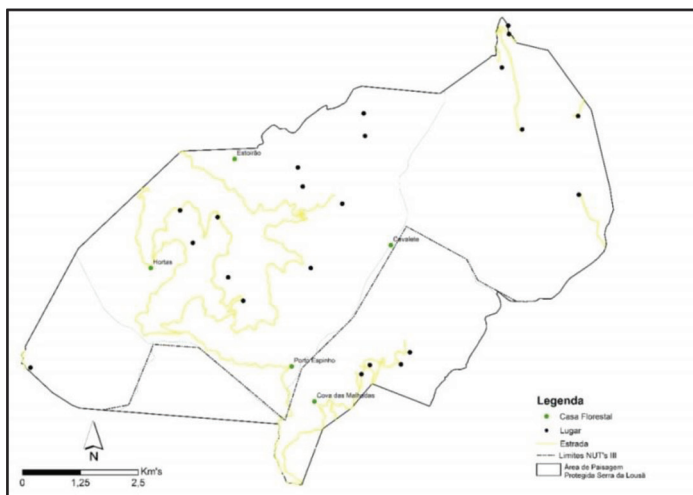 Estorrão
Cavalete
Hortas
Porto Espinho
Cova das Malhadas
Legenda
Casa Florestal
Lugar
Estrada
Limites NUT's III
Área de Paisagem
Protegida Serra da Lousã
N
Km's
0 1,25 2,5